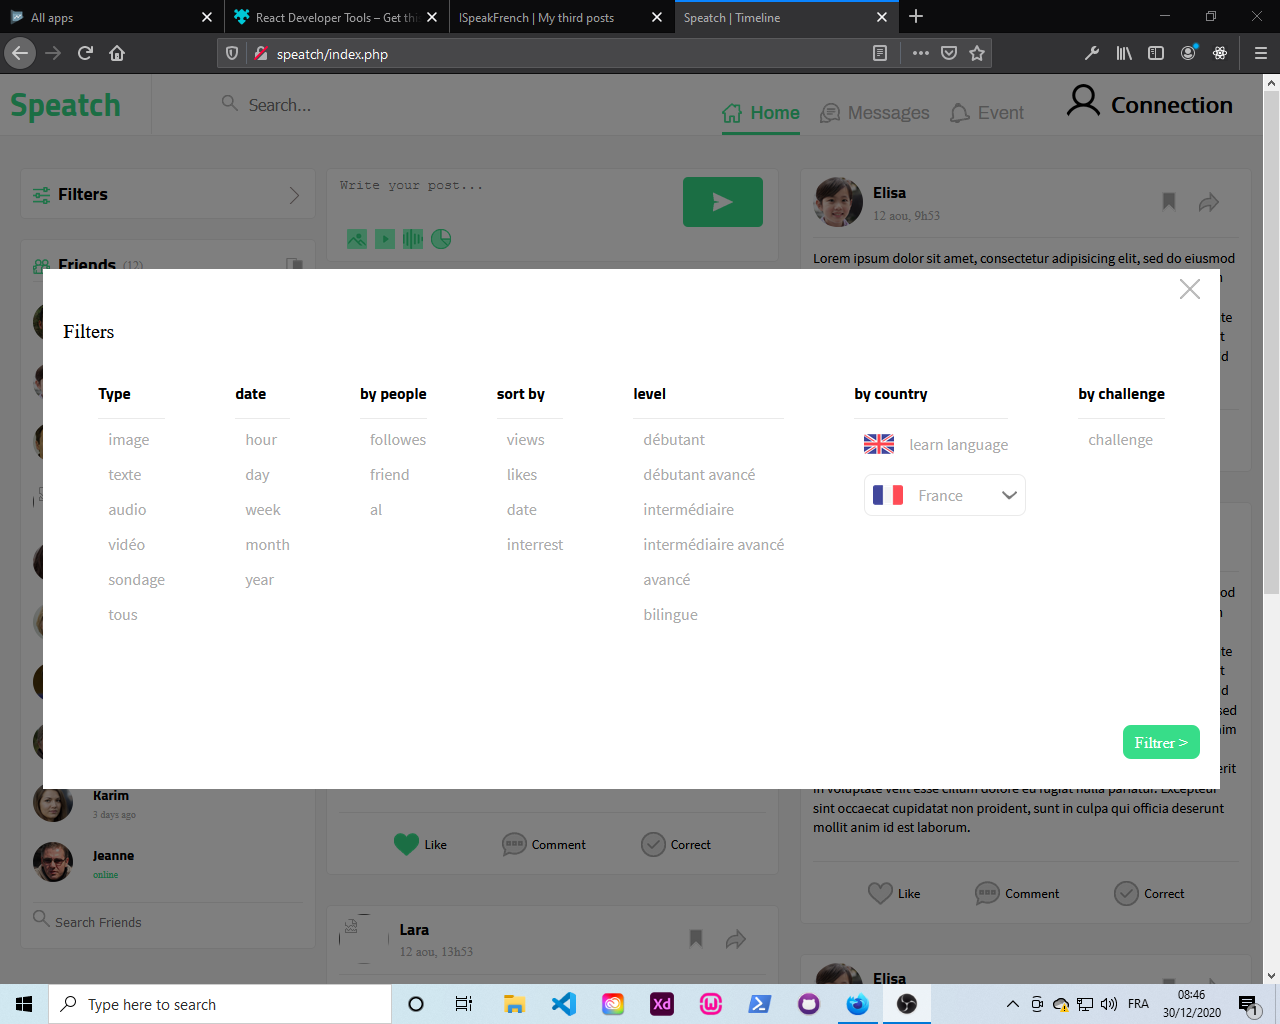 All apps
React Developer Tools – Get thi
ISpeakFrench | My third posts
Speatch | Timeline
speatch/index.php
Speatch
Search...
Home
Messages
Event
Connection
Filters
Write your post...
Elisa
12 aou, 9h53
Friends (12)
Lorem ipsum dolor sit amet, consectetur adipisicing elit, sed do eiusmod
Filters
Type
image
texte
audio
vidéo
sondage
tous
date
hour
day
week
month
year
by people
followes
friend
al
sort by
views
likes
date
interrest
level
débutant
débutant avancé
intermédiaire
intermédiaire avancé
avancé
bilingue
by country
learn language
France
by challenge
challenge
Filtrer >
Karim
3 days ago
Jeanne
online
Search Friends
Like
Comment
Correct
Lara
12 aou, 13h53
in voluptate velit esse cillum dolore eu fugiat nulla pariatur. Excepteur
sint occaecat cupidatat non proident, sunt in culpa qui officia deserunt
mollit anim id est laborum.
Like
Comment
Correct
Elisa
Type here to search
Xd
FRA
08:46
30/12/2020
1